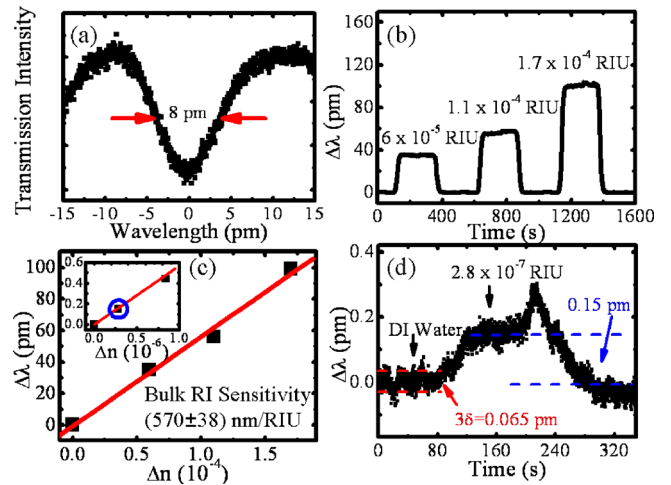 (a)
Transmission Intensity
8 pm
-15 -10 -5 0 5 10 15
Wavelength (pm)
(b)
Δλ (pm)
160
120
80
40
0
6 x 10⁻⁵ RIU
1.1 x 10⁻⁴ RIU
1.7 x 10⁻⁴ RIU
0 400 800 1200 1600
Time (s)
(c)
Δλ (pm)
100
80
60
40
20
0
0.6
0.4
0.2
0.0
0.0 0.5 1.0
Δn (10⁻⁶)
Bulk RI Sensitivity
(570±38) nm/RIU
0.0 0.5 1.0 1.5
Δn (10⁻⁴)
(d)
Δλ (pm)
0.4
0.2
0.0
2.8 x 10⁻⁷ RIU
DI Water
0.15 pm
3δ=0.065 pm
0 80 160 240 320
Time (s)